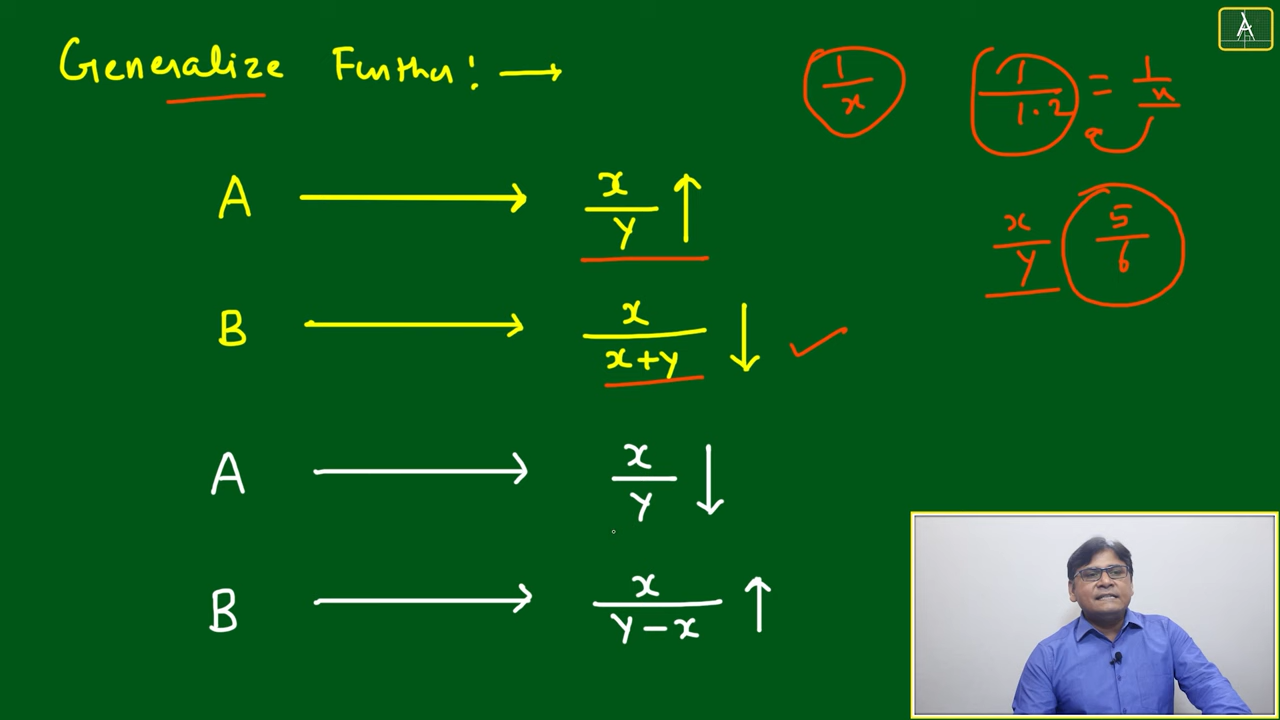 Generalize Further! →
1/x
1/1·2 = 1/x
A → x/y ↑
x/y 5/6
B → x/(x+y) ↓ ✓
A → x/y ↓
B → x/(y-x) ↑